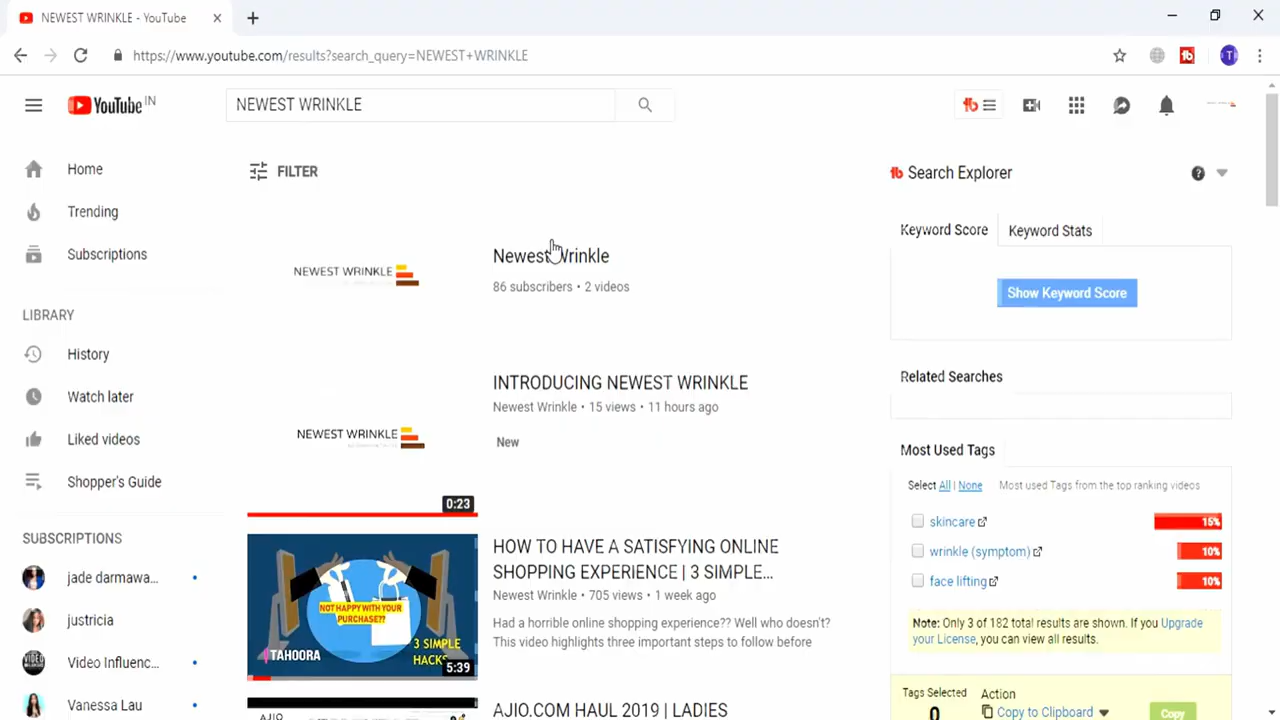 NEWEST WRINKLE - YouTube
https://www.youtube.com/results?search_query=NEWEST+WRINKLE
YouTube IN
NEWEST WRINKLE
Home
Trending
Subscriptions
LIBRARY
History
Watch later
Liked videos
Shopper's Guide
SUBSCRIPTIONS
jade darmawa...
justricia
Video Influenc...
Vanessa Lau
FILTER
NEWEST WRINKLE
Newest Wrinkle
86 subscribers • 2 videos
NEWEST WRINKLE
0:23
INTRODUCING NEWEST WRINKLE
Newest Wrinkle • 15 views • 11 hours ago
New
NOT HAPPY WITH YOUR
PURCHASE??
TAHOORA
3 SIMPLE
HACKS
5:39
HOW TO HAVE A SATISFYING ONLINE
SHOPPING EXPERIENCE | 3 SIMPLE...
Newest Wrinkle • 705 views • 1 week ago
Had a horrible online shopping experience?? Well who doesn't?
This video highlights three important steps to follow before
AJIO
AJIO.COM HAUL 2019 | LADIES
tb
Search Explorer
Keyword Score
Keyword Stats
Show Keyword Score
Related Searches
Most Used Tags
Select All | None Most used Tags from the top ranking videos
skincare 15%
wrinkle (symptom) 10%
face lifting 10%
Note: Only 3 of 182 total results are shown. If you Upgrade
your License, you can view all results.
Tags Selected
0
Action
Copy to Clipboard
Copy